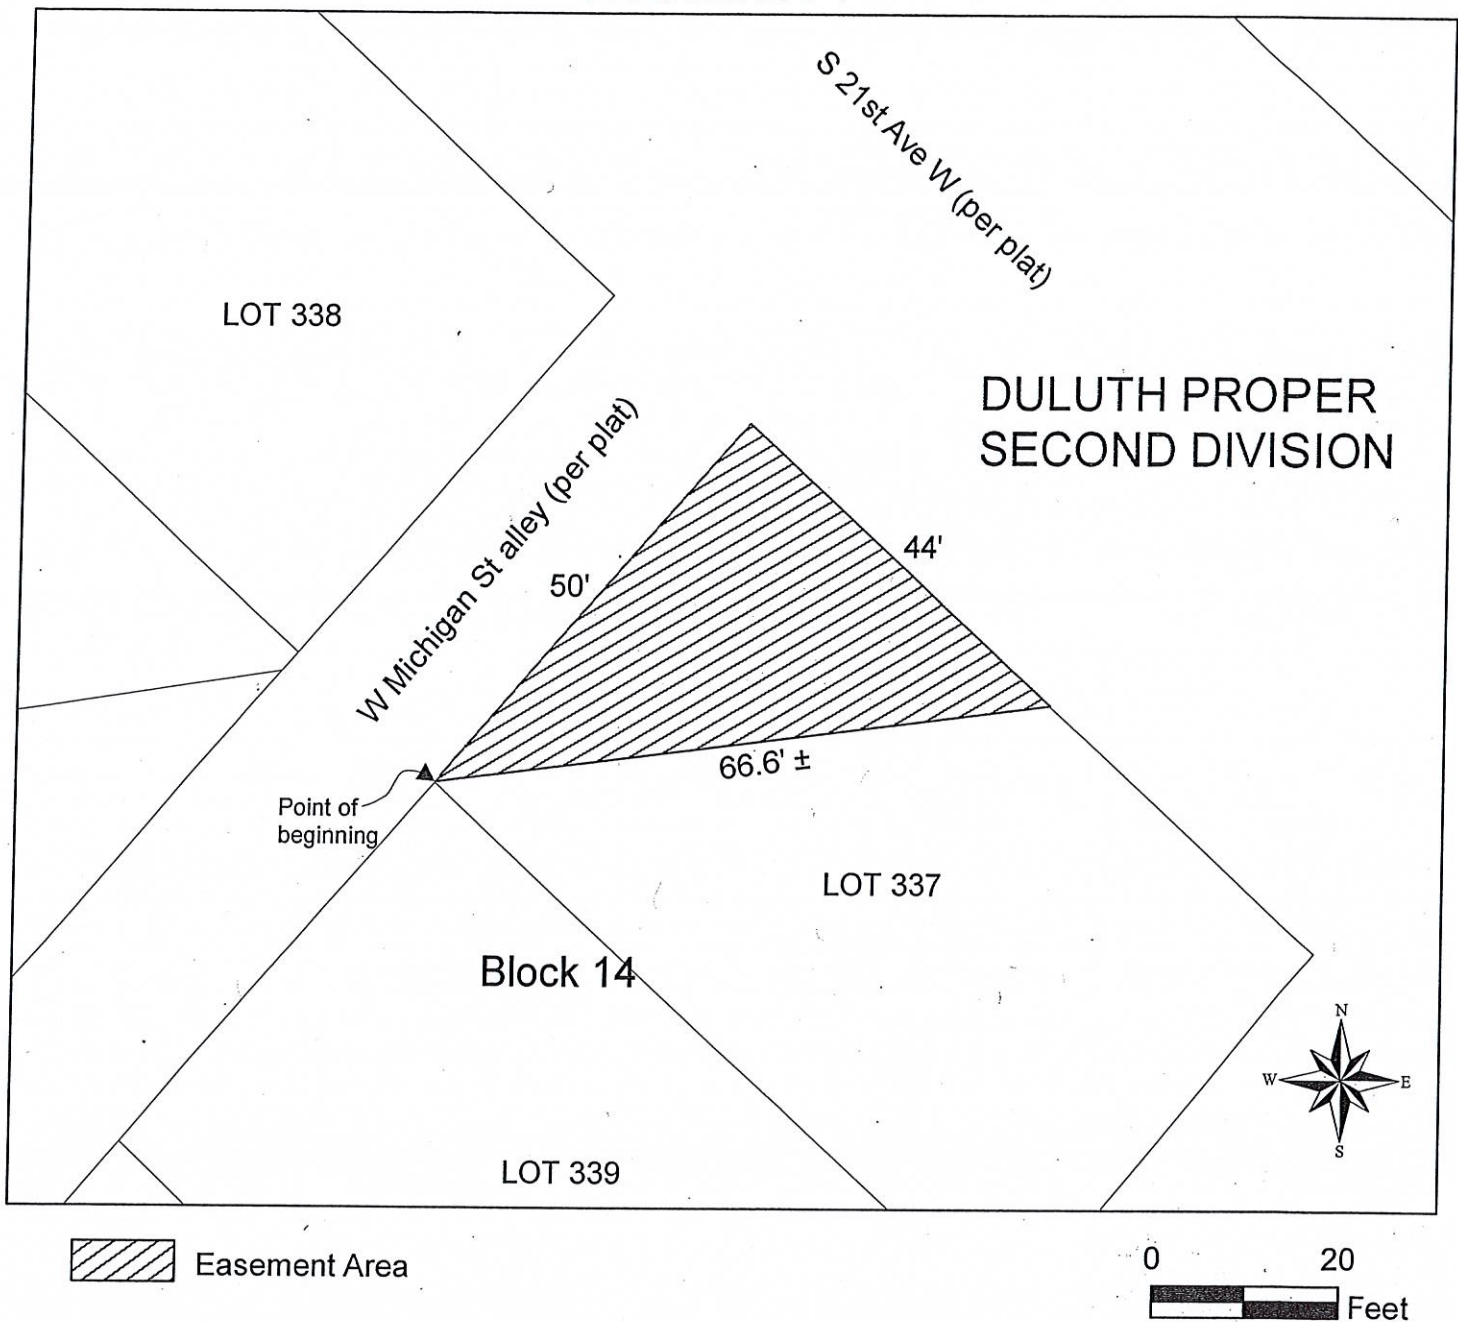 S 21st Ave W (per plat)
LOT 338
DULUTH PROPER
SECOND DIVISION
W Michigan St alley (per plat)
44'
50'
66.6' ±
Point of
beginning
LOT 337
Block 14
N
W
E
S
LOT 339
Easement Area
0
20
Feet